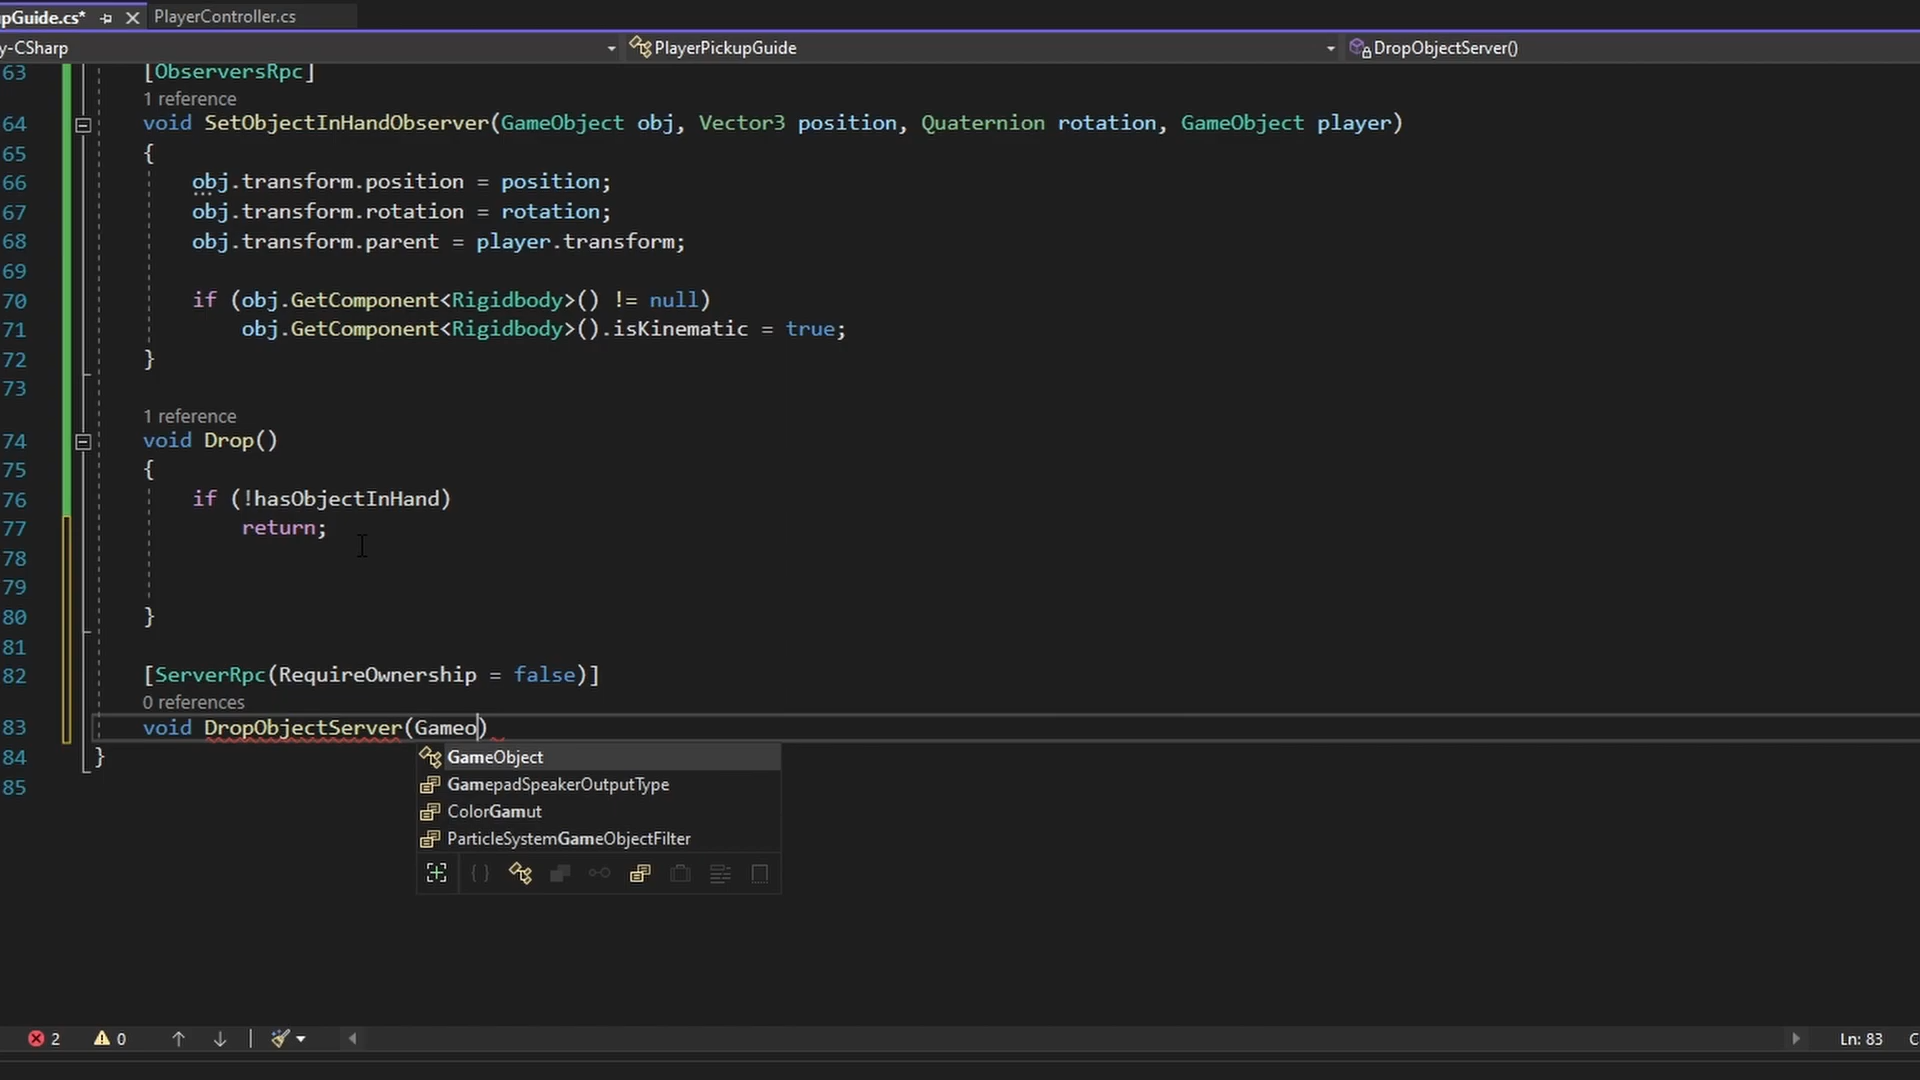 pGuide.cs* PlayerController.cs
y-CSharp PlayerPickupGuide DropObjectServer()
63 [ObserversRpc]
1 reference
64 void SetObjectInHandObserver(GameObject obj, Vector3 position, Quaternion rotation, GameObject player)
65 {
66 obj.transform.position = position;
67 obj.transform.rotation = rotation;
68 obj.transform.parent = player.transform;
69
70 if (obj.GetComponent<Rigidbody>() != null)
71 obj.GetComponent<Rigidbody>().isKinematic = true;
72 }
73
1 reference
74 void Drop()
75 {
76 if (!hasObjectInHand)
77 return;
78
79
80 }
81
82 [ServerRpc(RequireOwnership = false)]
0 references
83 void DropObjectServer(Gameo)
84 }
85
GameObject
GamepadSpeakerOutputType
ColorGamut
ParticleSystemGameObjectFilter
2 0 Ln: 83 C